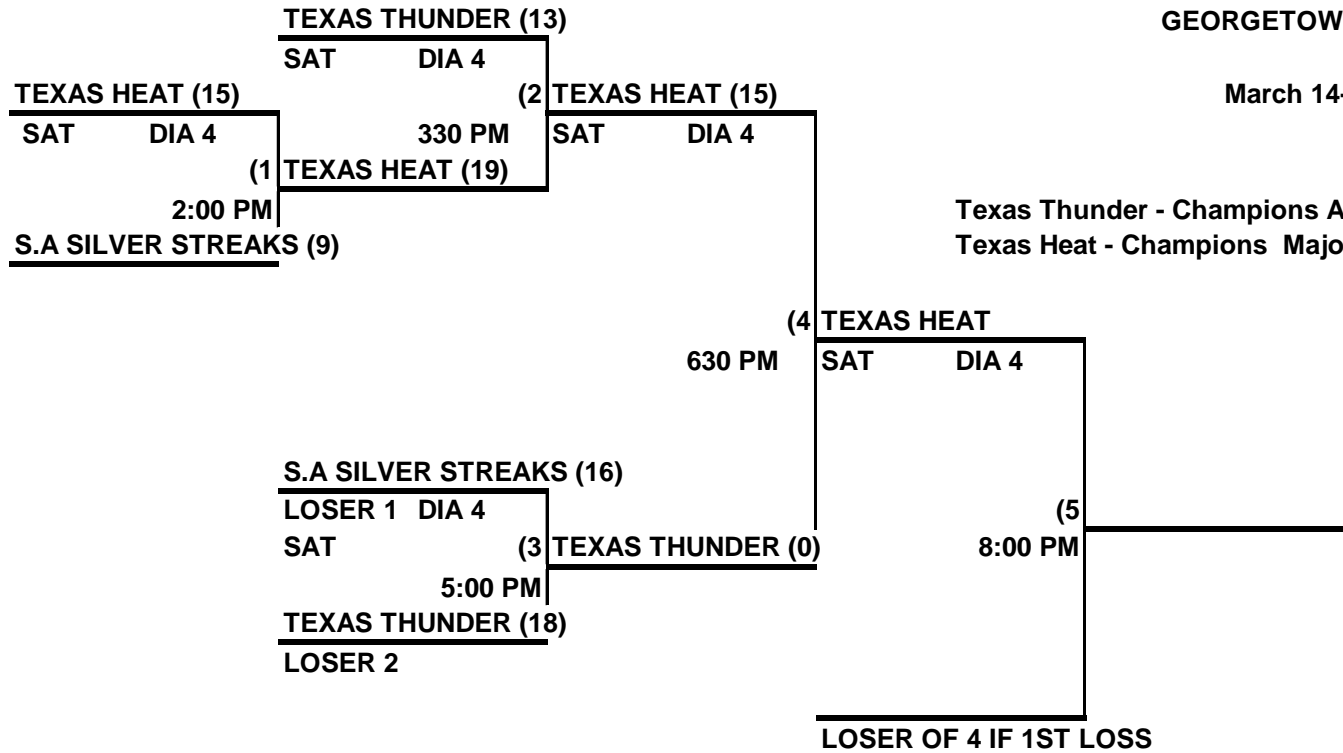 TEXAS THUNDER (13) GEORGETOW
SAT DIA 4
TEXAS HEAT (15) (2 TEXAS HEAT (15) March 14-
SAT DIA 4 330 PM SAT DIA 4
(1 TEXAS HEAT (19)
2:00 PM Texas Thunder - Champions A
S.A SILVER STREAKS (9) Texas Heat - Champions Majo
(4 TEXAS HEAT
630 PM SAT DIA 4
S.A SILVER STREAKS (16)
LOSER 1 DIA 4 (5
SAT (3 TEXAS THUNDER (0) 8:00 PM
5:00 PM
TEXAS THUNDER (18)
LOSER 2
LOSER OF 4 IF 1ST LOSS